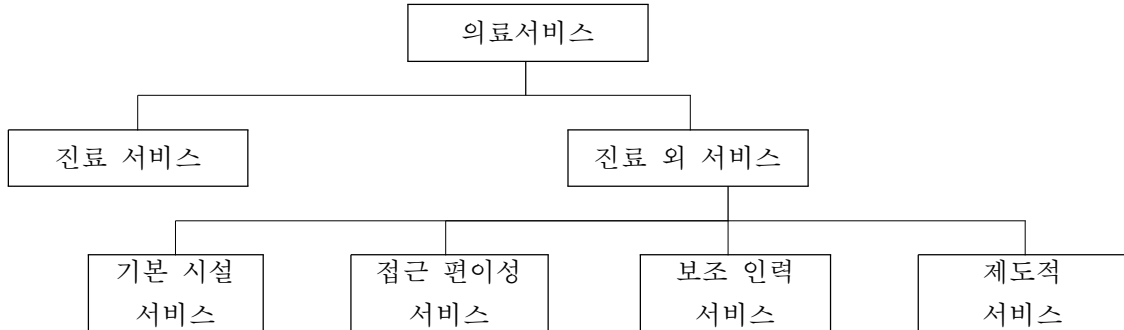 의료서비스
진료 서비스
진료 외 서비스
기본 시설
서비스
접근 편이성
서비스
보조 인력
서비스
제도적
서비스